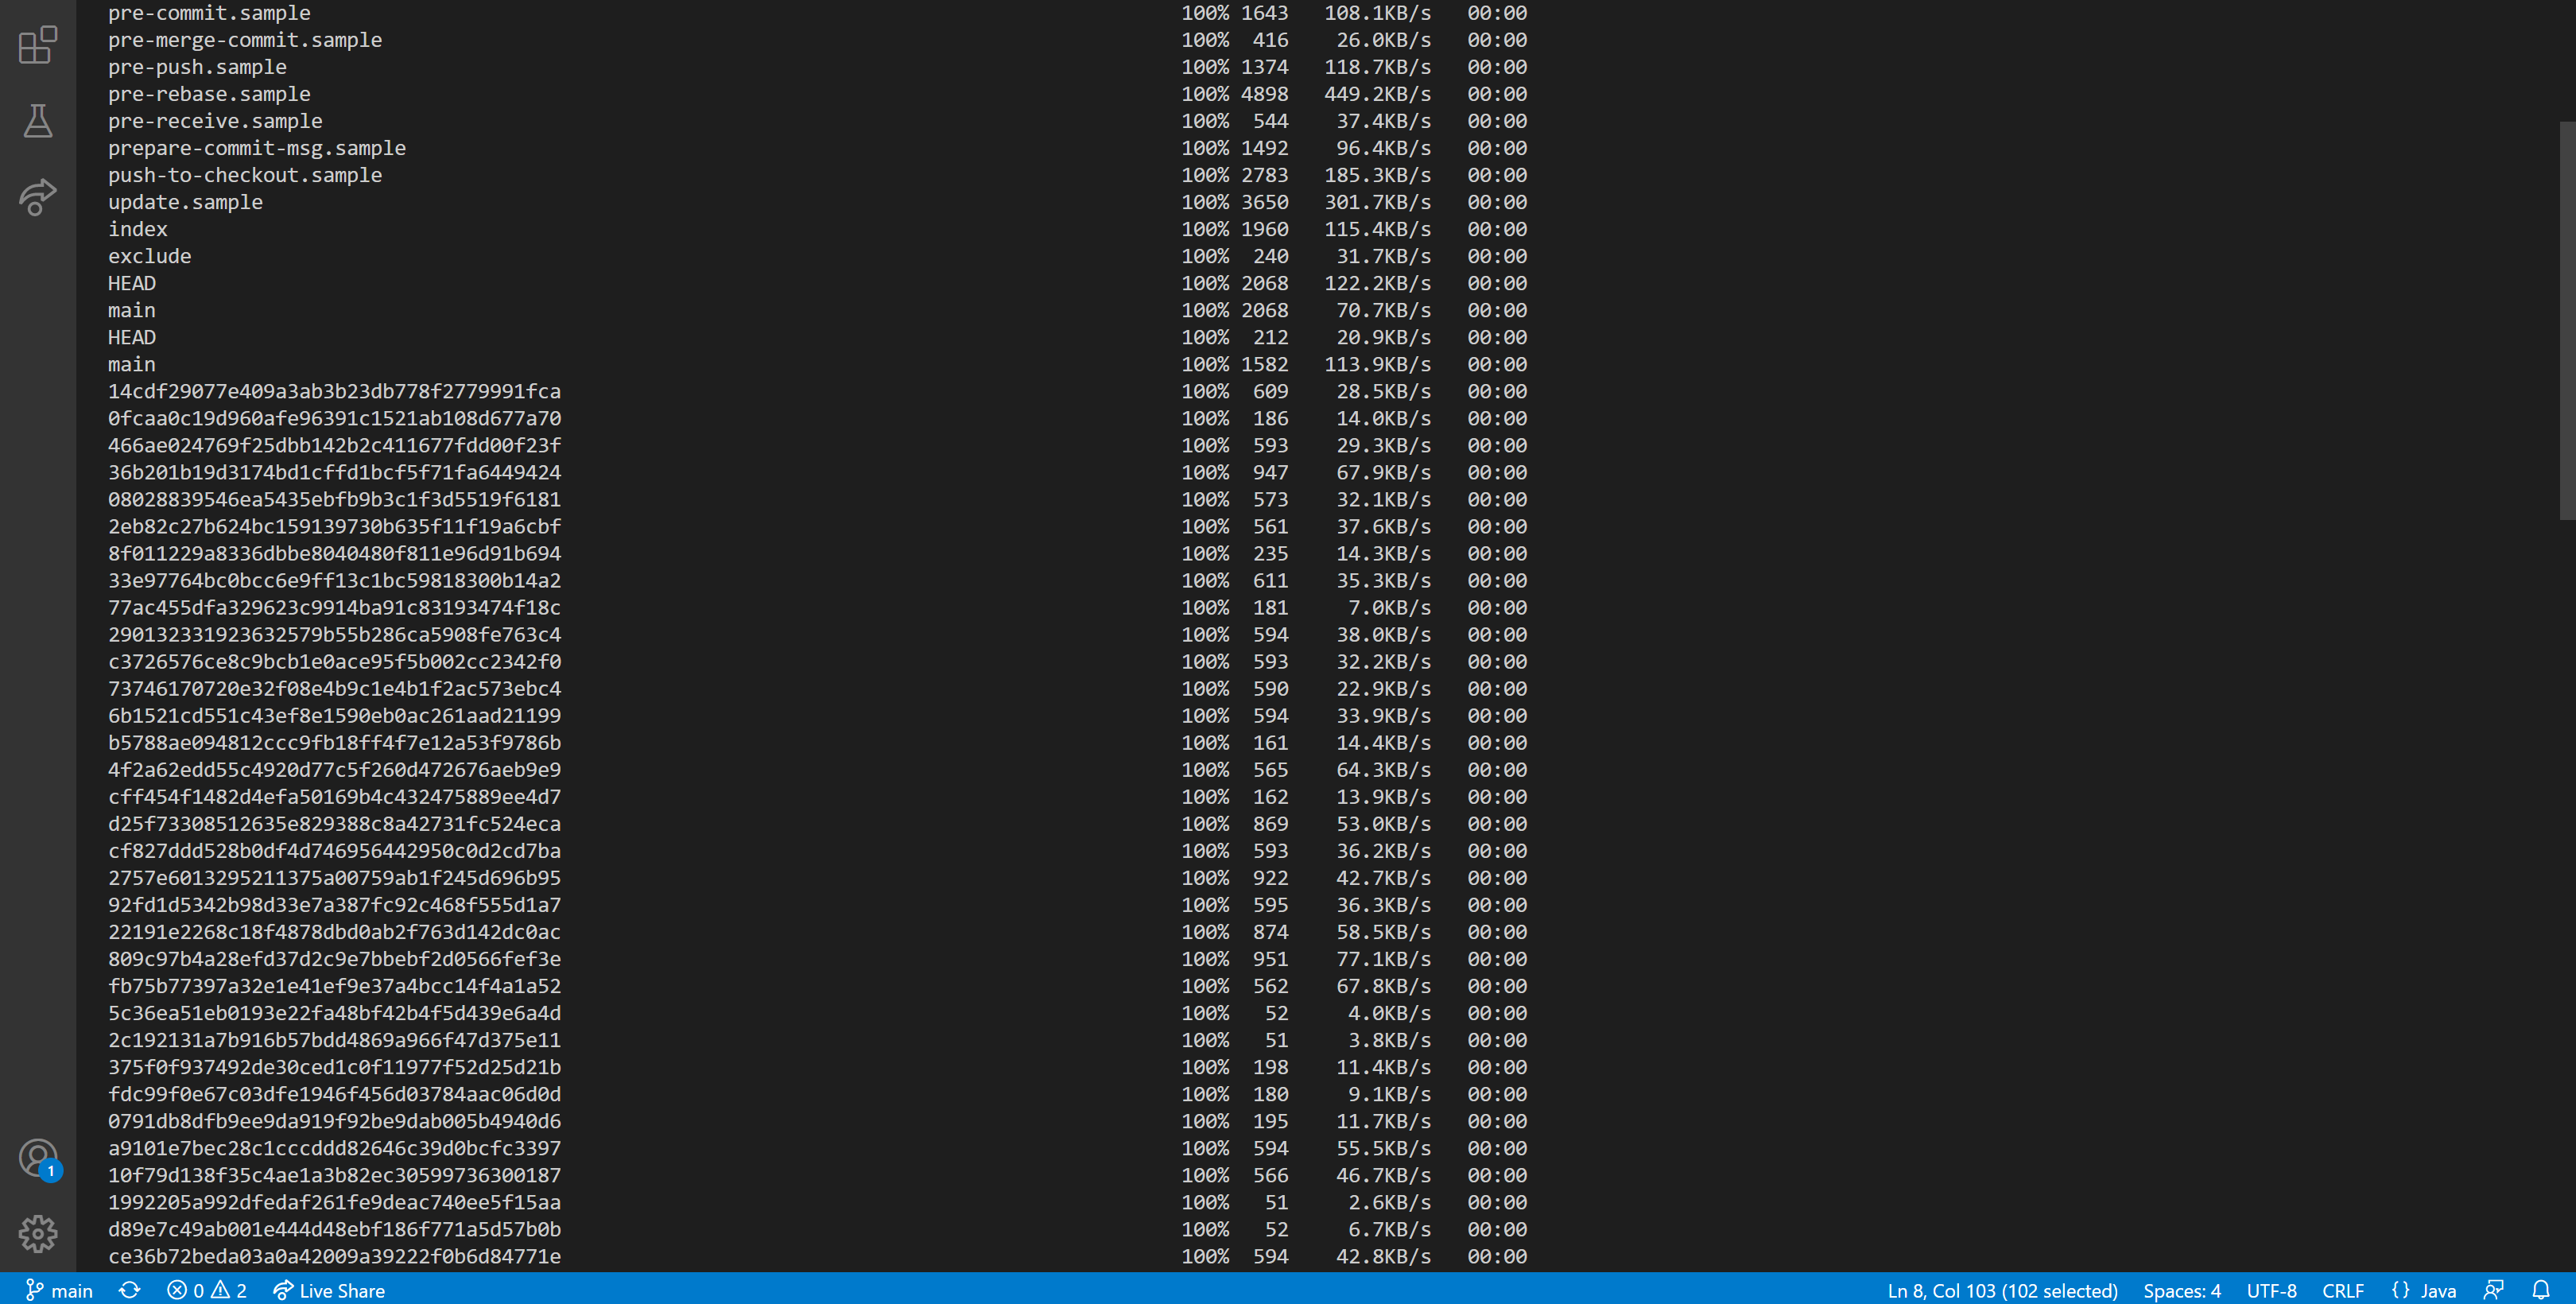 pre-commit.sample 100% 1643 108.1KB/s 00:00
pre-merge-commit.sample 100% 416 26.0KB/s 00:00
pre-push.sample 100% 1374 118.7KB/s 00:00
pre-rebase.sample 100% 4898 449.2KB/s 00:00
pre-receive.sample 100% 544 37.4KB/s 00:00
prepare-commit-msg.sample 100% 1492 96.4KB/s 00:00
push-to-checkout.sample 100% 2783 185.3KB/s 00:00
update.sample 100% 3650 301.7KB/s 00:00
index 100% 1960 115.4KB/s 00:00
exclude 100% 240 31.7KB/s 00:00
HEAD 100% 2068 122.2KB/s 00:00
main 100% 2068 70.7KB/s 00:00
HEAD 100% 212 20.9KB/s 00:00
main 100% 1582 113.9KB/s 00:00
14cdf29077e409a3ab3b23db778f2779991fca 100% 609 28.5KB/s 00:00
0fcaa0c19d960afe96391c1521ab108d677a70 100% 186 14.0KB/s 00:00
466ae024769f25dbb142b2c411677fdd00f23f 100% 593 29.3KB/s 00:00
36b201b19d3174bd1cffd1bcf5f71fa6449424 100% 947 67.9KB/s 00:00
08028839546ea5435ebfb9b3c1f3d5519f6181 100% 573 32.1KB/s 00:00
2eb82c27b624bc159139730b635f11f19a6cbf 100% 561 37.6KB/s 00:00
8f011229a8336dbbe8040480f811e96d91b694 100% 235 14.3KB/s 00:00
33e97764bc0bcc6e9ff13c1bc59818300b14a2 100% 611 35.3KB/s 00:00
77ac455dfa329623c9914ba91c83193474f18c 100% 181 7.0KB/s 00:00
290132331923632579b55b286ca5908fe763c4 100% 594 38.0KB/s 00:00
c3726576ce8c9bcb1e0ace95f5b002cc2342f0 100% 593 32.2KB/s 00:00
73746170720e32f08e4b9c1e4b1f2ac573ebc4 100% 590 22.9KB/s 00:00
6b1521cd551c43ef8e1590eb0ac261aad21199 100% 594 33.9KB/s 00:00
b5788ae094812ccc9fb18ff4f7e12a53f9786b 100% 161 14.4KB/s 00:00
4f2a62edd55c4920d77c5f260d472676aeb9e9 100% 565 64.3KB/s 00:00
cff454f1482d4efa50169b4c432475889ee4d7 100% 162 13.9KB/s 00:00
d25f73308512635e829388c8a42731fc524eca 100% 869 53.0KB/s 00:00
cf827ddd528b0df4d746956442950c0d2cd7ba 100% 593 36.2KB/s 00:00
2757e6013295211375a00759ab1f245d696b95 100% 922 42.7KB/s 00:00
92fd1d5342b98d33e7a387fc92c468f555d1a7 100% 595 36.3KB/s 00:00
22191e2268c18f4878dbd0ab2f763d142dc0ac 100% 874 58.5KB/s 00:00
809c97b4a28efd37d2c9e7bbebf2d0566fef3e 100% 951 77.1KB/s 00:00
fb75b77397a32e1e41ef9e37a4bcc14f4a1a52 100% 562 67.8KB/s 00:00
5c36ea51eb0193e22fa48bf42b4f5d439e6a4d 100% 52 4.0KB/s 00:00
2c192131a7b916b57bdd4869a966f47d375e11 100% 51 3.8KB/s 00:00
375f0f937492de30ced1c0f11977f52d25d21b 100% 198 11.4KB/s 00:00
fdc99f0e67c03dfe1946f456d03784aac06d0d 100% 180 9.1KB/s 00:00
0791db8dfb9ee9da919f92be9dab005b4940d6 100% 195 11.7KB/s 00:00
a9101e7bec28c1cccddd82646c39d0bcfc3397 100% 594 55.5KB/s 00:00
10f79d138f35c4ae1a3b82ec30599736300187 100% 566 46.7KB/s 00:00
1992205a992dfedaf261fe9deac740ee5f15aa 100% 51 2.6KB/s 00:00
d89e7c49ab001e444d48ebf186f771a5d57b0b 100% 52 6.7KB/s 00:00
ce36b72beda03a0a42009a39222f0b6d84771e 100% 594 42.8KB/s 00:00
1
main 0 2 Live Share Ln 8, Col 103 (102 selected) Spaces: 4 UTF-8 CRLF {} Java